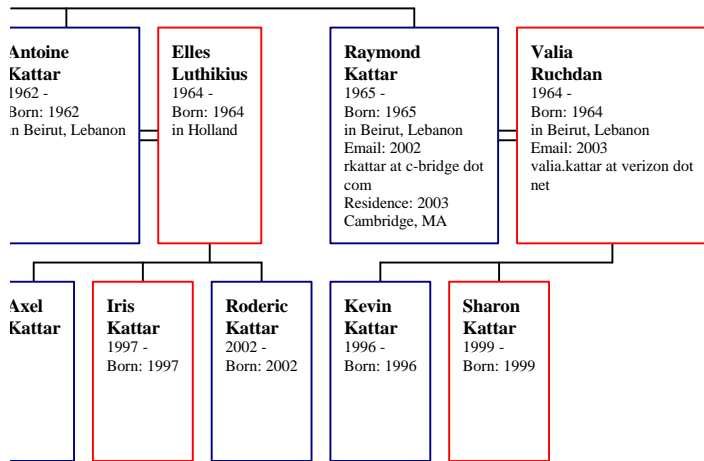 Antoine
Kattar
1962 -
Born: 1962
in Beirut, Lebanon
Elles
Luthikius
1964 -
Born: 1964
in Holland
Raymond
Kattar
1965 -
Born: 1965
in Beirut, Lebanon
Email: 2002
rkattar at c-bridge dot
com
Residence: 2003
Cambridge, MA
Valia
Ruchdan
1964 -
Born: 1964
in Beirut, Lebanon
Email: 2003
valia.kattar at verizon dot
net
Axel
Kattar
Iris
Kattar
1997 -
Born: 1997
Roderic
Kattar
2002 -
Born: 2002
Kevin
Kattar
1996 -
Born: 1996
Sharon
Kattar
1999 -
Born: 1999